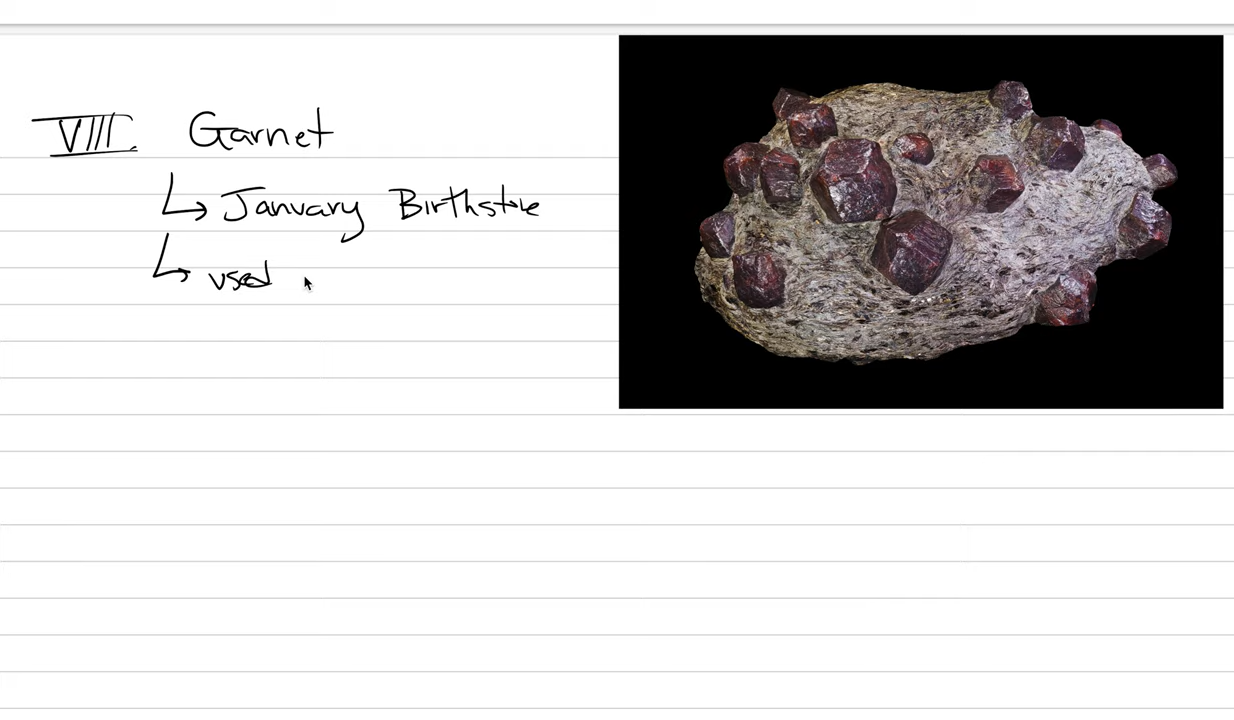 VIII. Garnet
↳ January Birthstone
↳ used